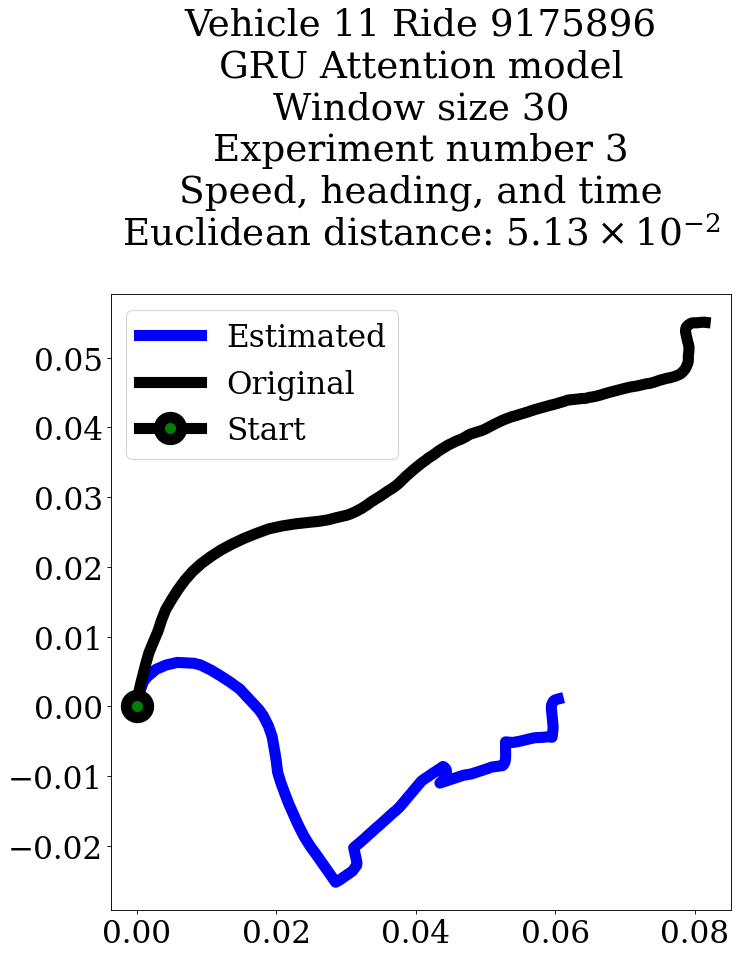 Vehicle 11 Ride 9175896
GRU Attention model
Window size 30
Experiment number 3
Speed, heading, and time
Euclidean distance: 5.13 × 10⁻²
Estimated
Original
Start
0.05
0.04
0.03
0.02
0.01
0.00
−0.01
−0.02
0.00 0.02 0.04 0.06 0.08